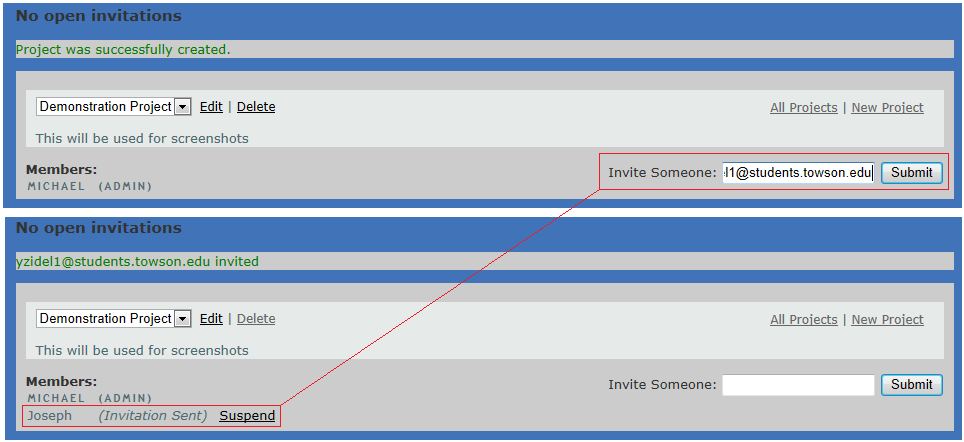 No open invitations
Project was successfully created.
Demonstration Project Edit | Delete All Projects | New Project
This will be used for screenshots
Members:
MICHAEL (ADMIN) Invite Someone: el1@students.towson.edu Submit
No open invitations
yzidel1@students.towson.edu invited
Demonstration Project Edit | Delete All Projects | New Project
This will be used for screenshots
Members:
MICHAEL (ADMIN) Invite Someone: Submit
Joseph (Invitation Sent) Suspend